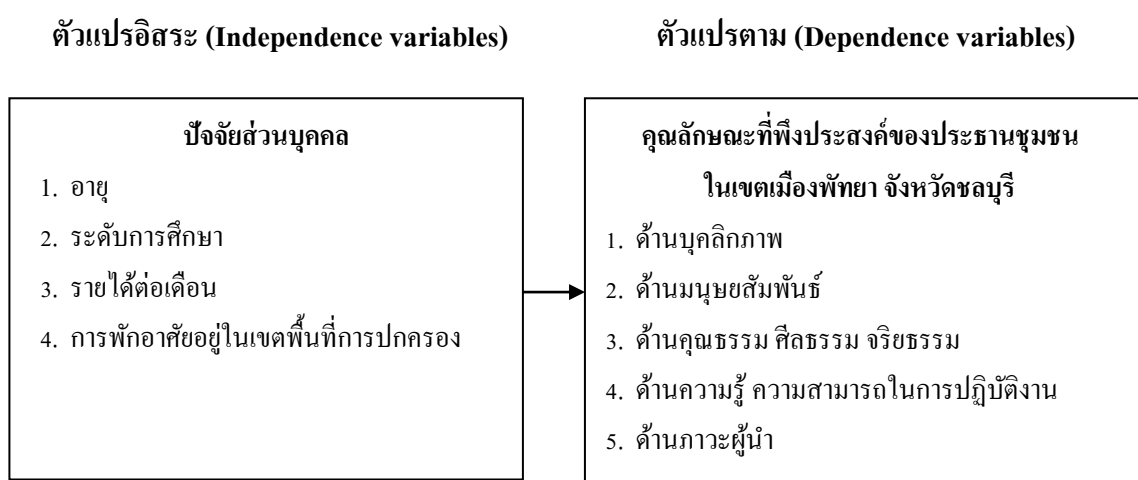 ตัวแปรอิสระ (Independence variables)
ตัวแปรตาม (Dependence variables)
ปัจจัยส่วนบุคคล
1. อายุ
2. ระดับการศึกษา
3. รายได้ต่อเดือน
4. การพักอาศัยอยู่ในเขตพื้นที่การปกครอง
คุณลักษณะที่พึงประสงค์ของประธานชุมชน
ในเขตเมืองพัทยา จังหวัดชลบุรี
1. ด้านบุคลิกภาพ
2. ด้านมนุษยสัมพันธ์
3. ด้านคุณธรรม ศีลธรรม จริยธรรม
4. ด้านความรู้ ความสามารถในการปฏิบัติงาน
5. ด้านภาวะผู้นำ